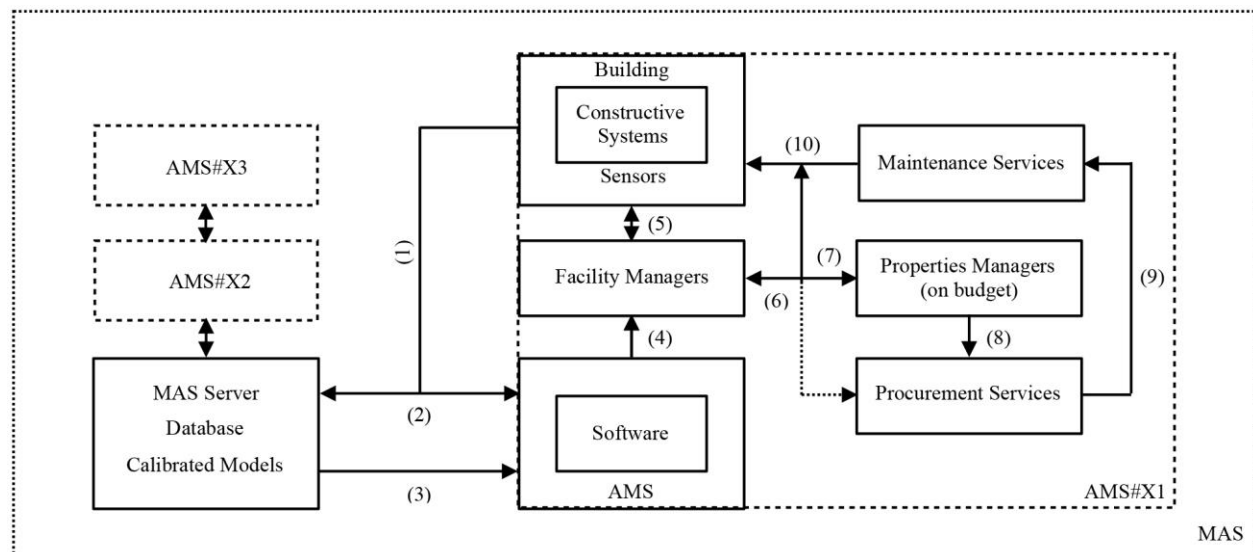 Building
Constructive
Systems
Sensors
AMS#X3
AMS#X2
MAS Server
Database
Calibrated Models
(1)
(2)
(3)
(5)
Facility Managers
(4)
Software
AMS
(10)
Maintenance Services
(6)
(7)
Properties Managers
(on budget)
(8)
(9)
Procurement Services
AMS#X1
MAS